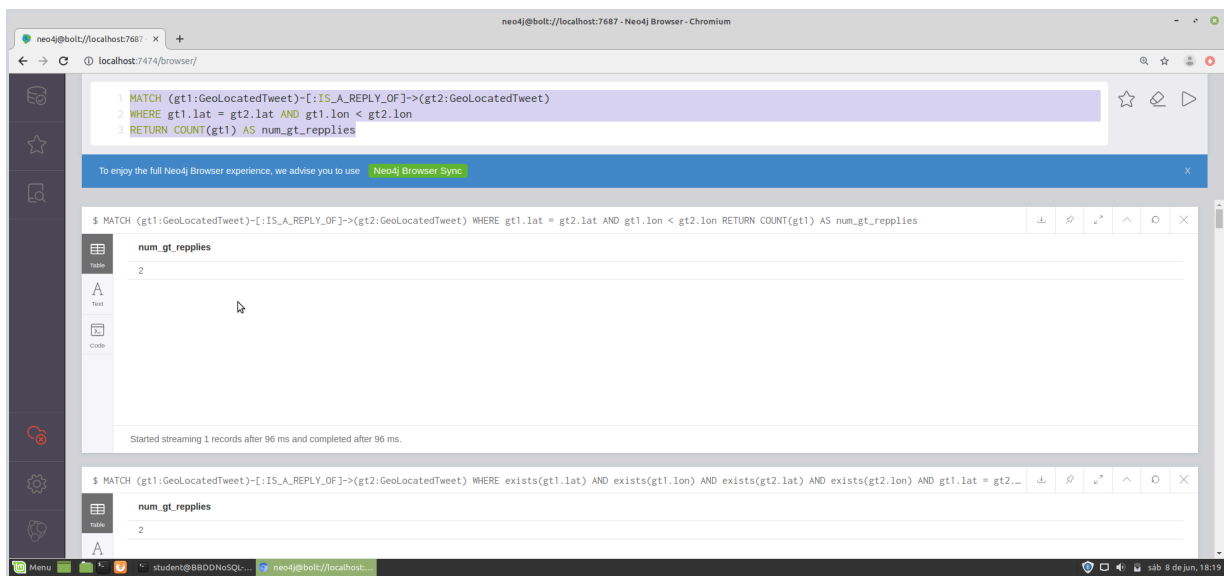 neo4j@bolt://localhost:7687 - Neo4j Browser - Chromium
neo4j@bolt://localhost:7687 -
localhost:7474/browser/
1 MATCH (gt1:GeoLocatedTweet)-[:IS_A_REPLY_OF]->(gt2:GeoLocatedTweet)
2 WHERE gt1.lat = gt2.lat AND gt1.lon < gt2.lon
3 RETURN COUNT(gt1) AS num_gt_repplies
To enjoy the full Neo4j Browser experience, we advise you to use Neo4j Browser Sync X
$ MATCH (gt1:GeoLocatedTweet)-[:IS_A_REPLY_OF]->(gt2:GeoLocatedTweet) WHERE gt1.lat = gt2.lat AND gt1.lon < gt2.lon RETURN COUNT(gt1) AS num_gt_repplies
num_gt_repplies
Table
2
A
Text
Code
Started streaming 1 records after 96 ms and completed after 96 ms.
$ MATCH (gt1:GeoLocatedTweet)-[:IS_A_REPLY_OF]->(gt2:GeoLocatedTweet) WHERE exists(gt1.lat) AND exists(gt1.lon) AND exists(gt2.lat) AND exists(gt2.lon) AND gt1.lat = gt2....
num_gt_repplies
Table
2
A
Menu student@BBDDNoSQL-... neo4j@bolt://localhost:... sáb 8 de jun, 18:19